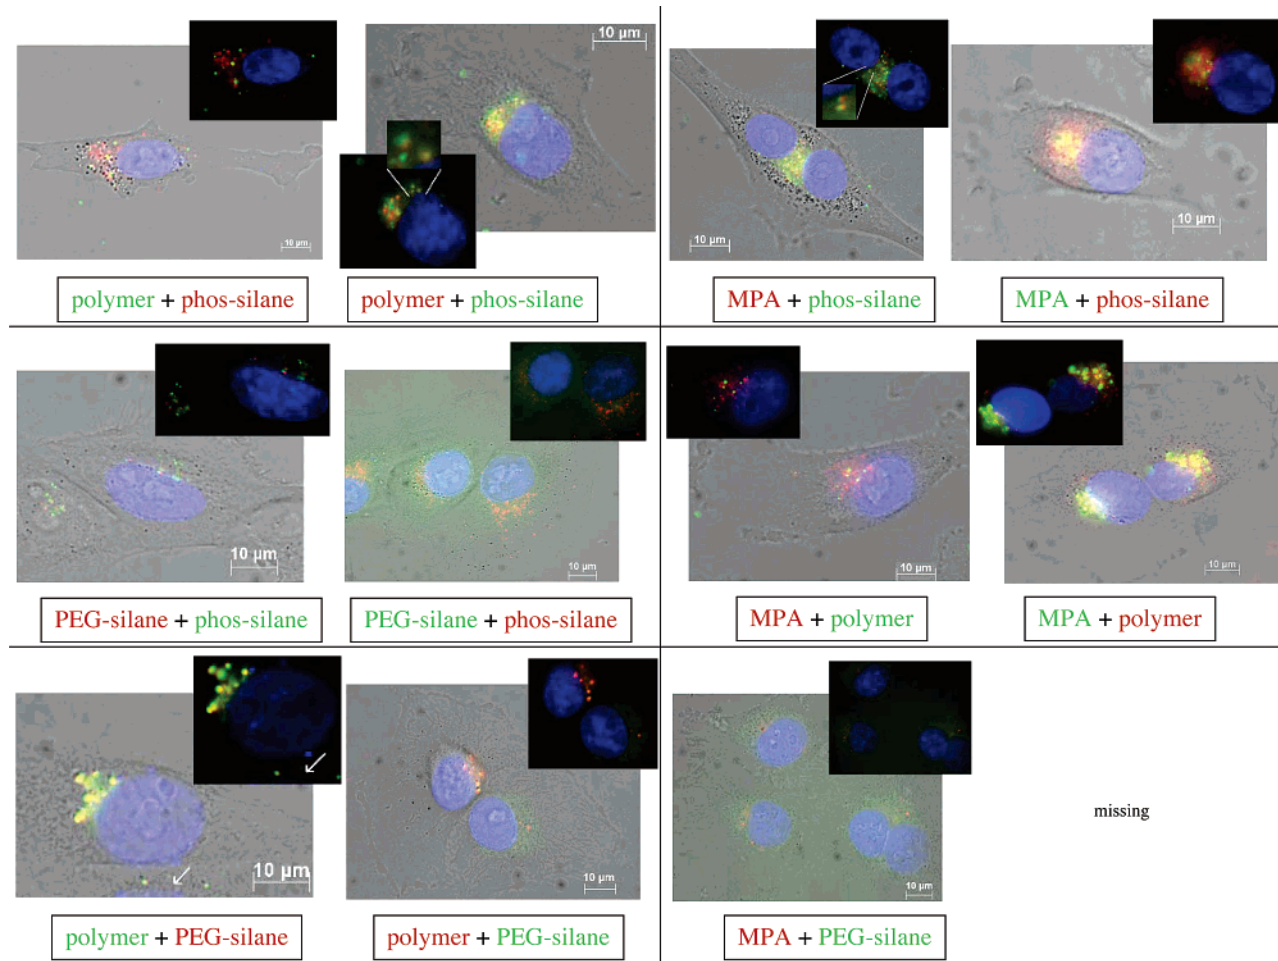 10 µm
10 µm
polymer + phos-silane
polymer + phos-silane
10 µm
10 µm
MPA + phos-silane
MPA + phos-silane
10 µm
10 µm
PEG-silane + phos-silane
PEG-silane + phos-silane
10 µm
10 µm
MPA + polymer
MPA + polymer
10 µm
10 µm
polymer + PEG-silane
polymer + PEG-silane
10 µm
MPA + PEG-silane
missing